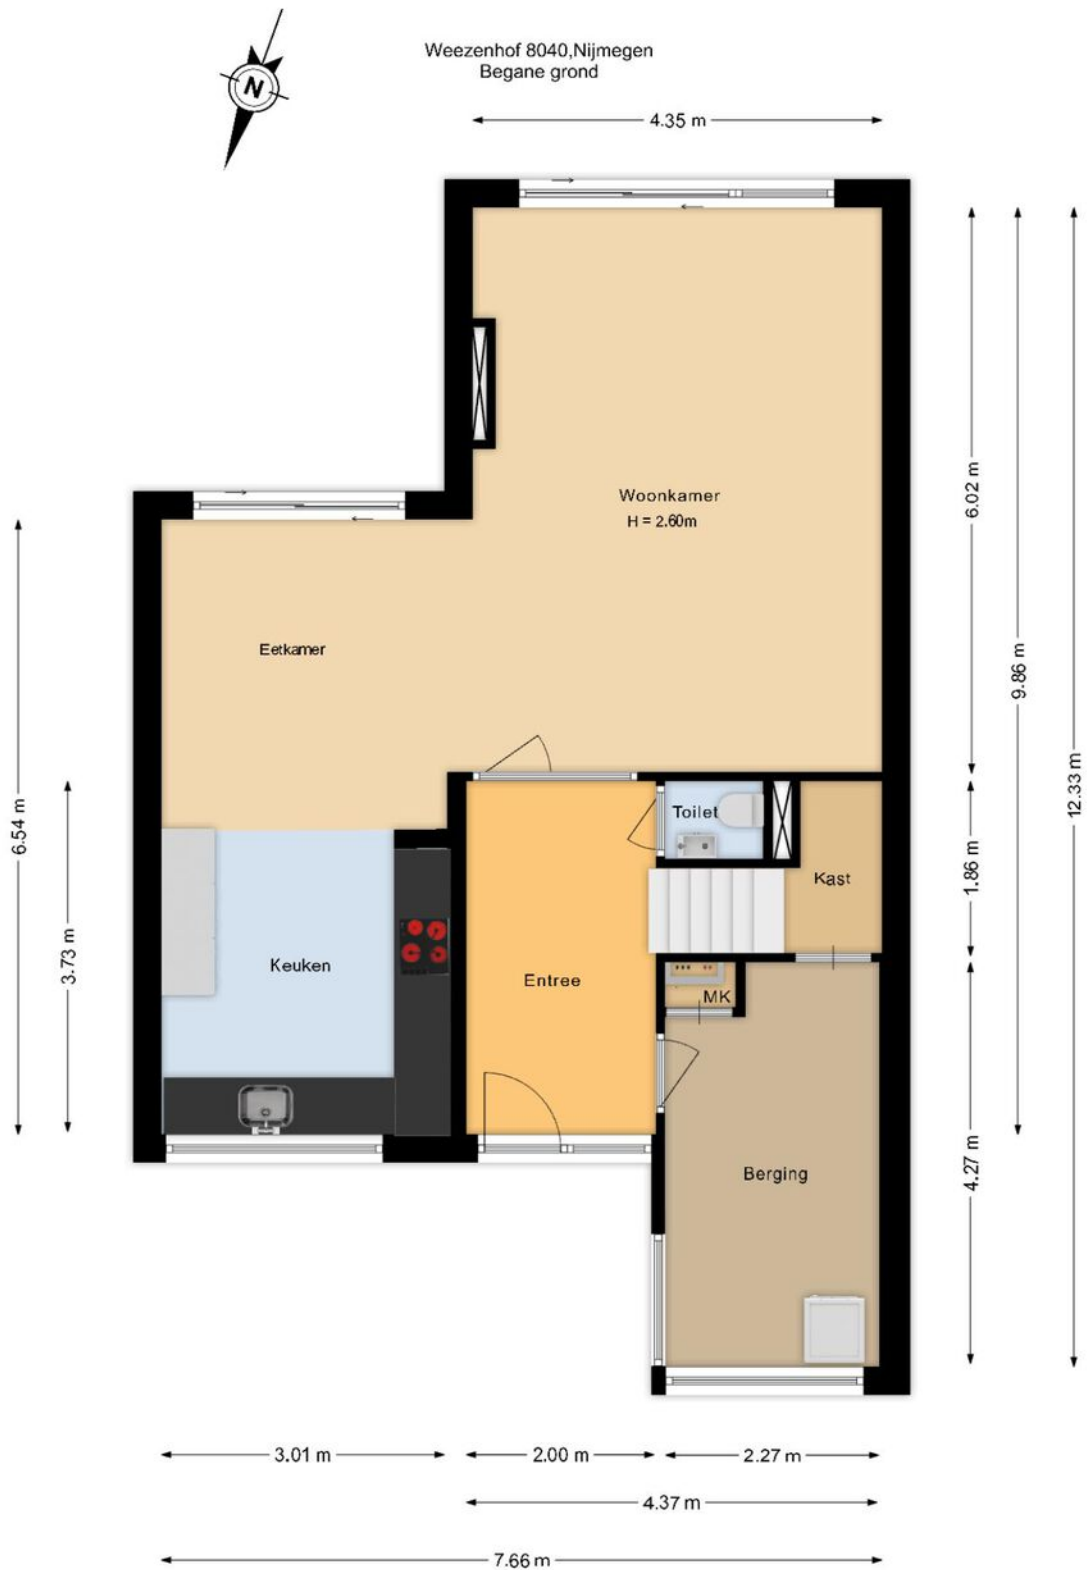 Weezenhof 8040,Nijmegen
Begane grond
N
4.35 m
Woonkamer
H = 2.60m
6.02 m
Eetkamer
9.86 m
12.33 m
6.54 m
Toilet
1.86 m
Kast
3.73 m
Keuken
Entree
MK
4.27 m
Berging
3.01 m
2.00 m
2.27 m
4.37 m
7.66 m